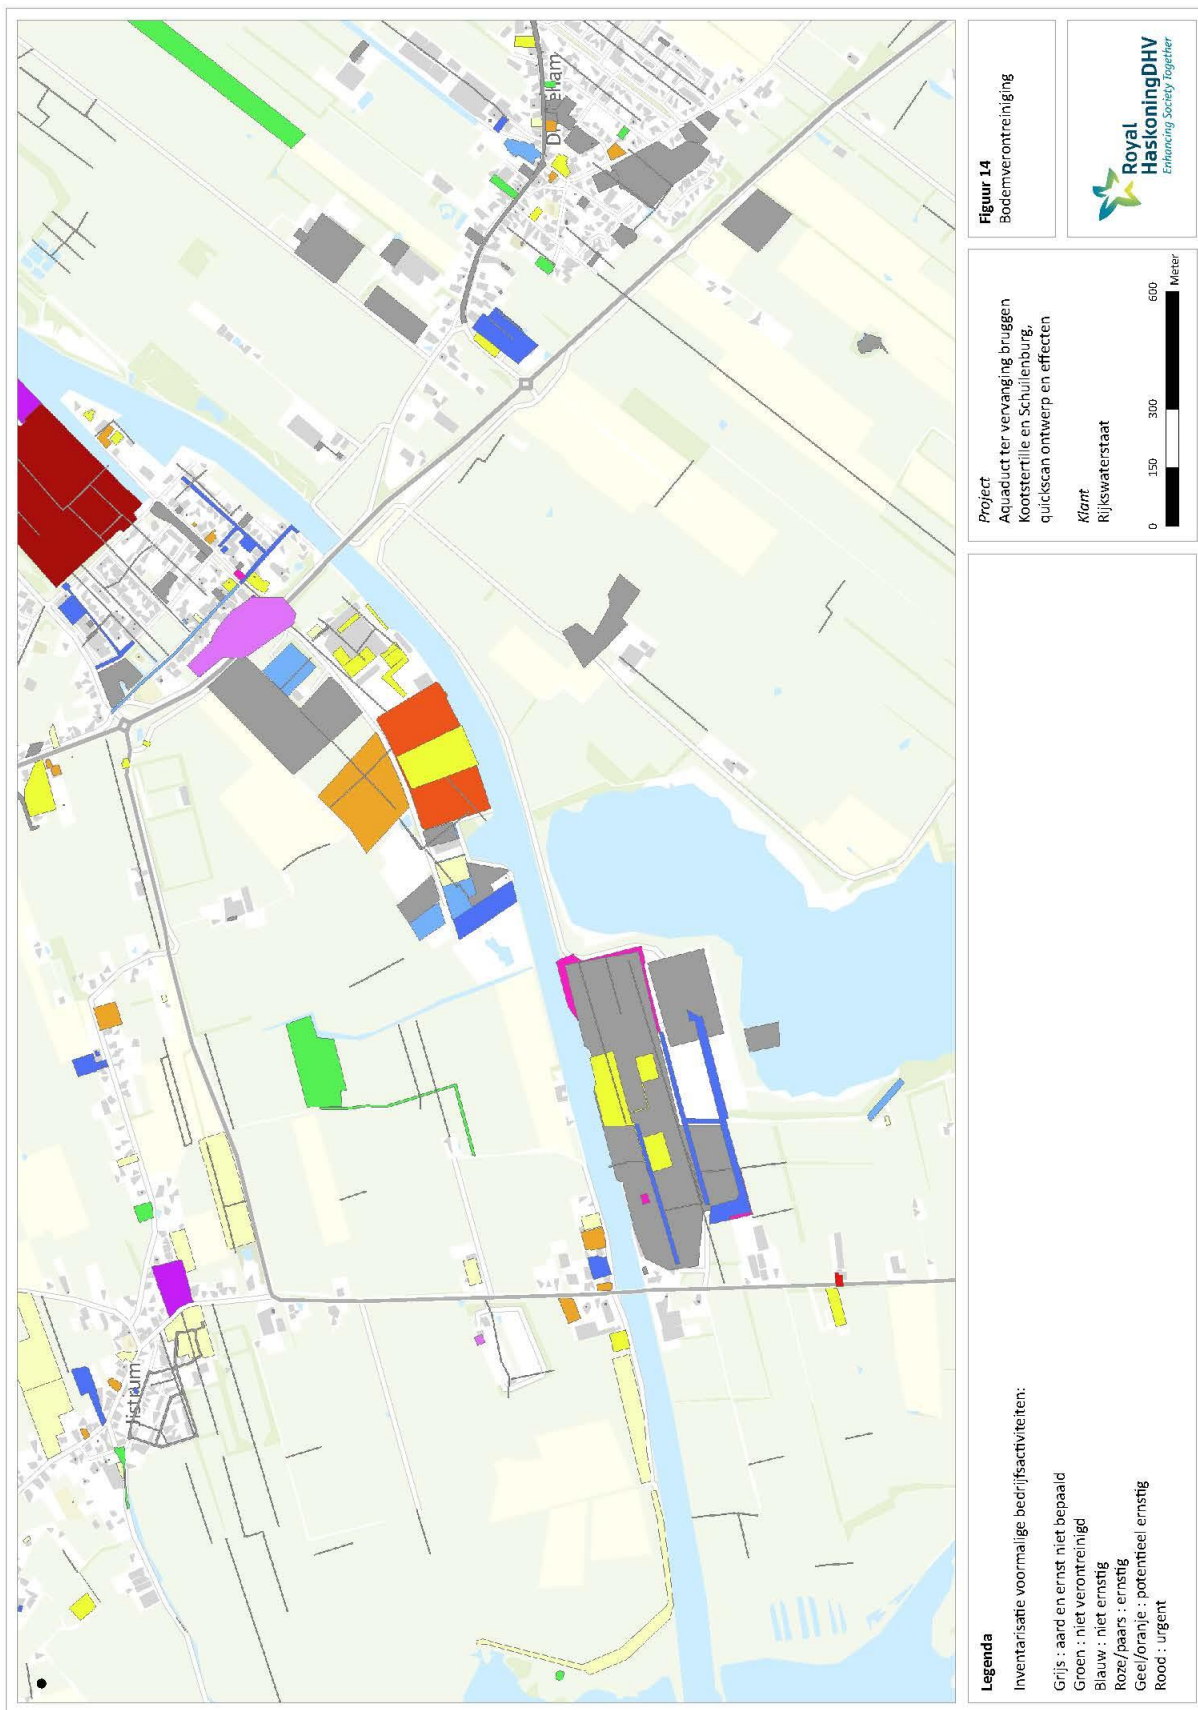 Jistrum
Legenda
Inventarisatie voormalige bedrijfsactiviteiten:
Grijs : aard en ernst niet bepaald
Groen : niet verontreinigd
Blauw : niet ernstig
Roze/paars : ernstig
Geel/oranje : potentieel ernstig
Rood : urgent
Project
Aquaduct ter vervanging bruggen
Kootstertille en Schuilenburg,
quickscan ontwerp en effecten
Klant
Rijkswaterstaat
0 150 300 600
Meter
Figuur 14
Bodemverontreiniging
Royal
HaskoningDHV
Enhancing Society Together